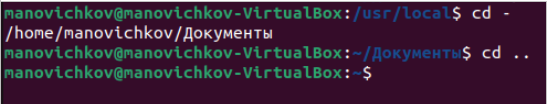 manovichkov@manovichkov-VirtualBox:/usr/local$ cd -
/home/manovichkov/Документы
manovichkov@manovichkov-VirtualBox:~/Документы$ cd ..
manovichkov@manovichkov-VirtualBox:~$